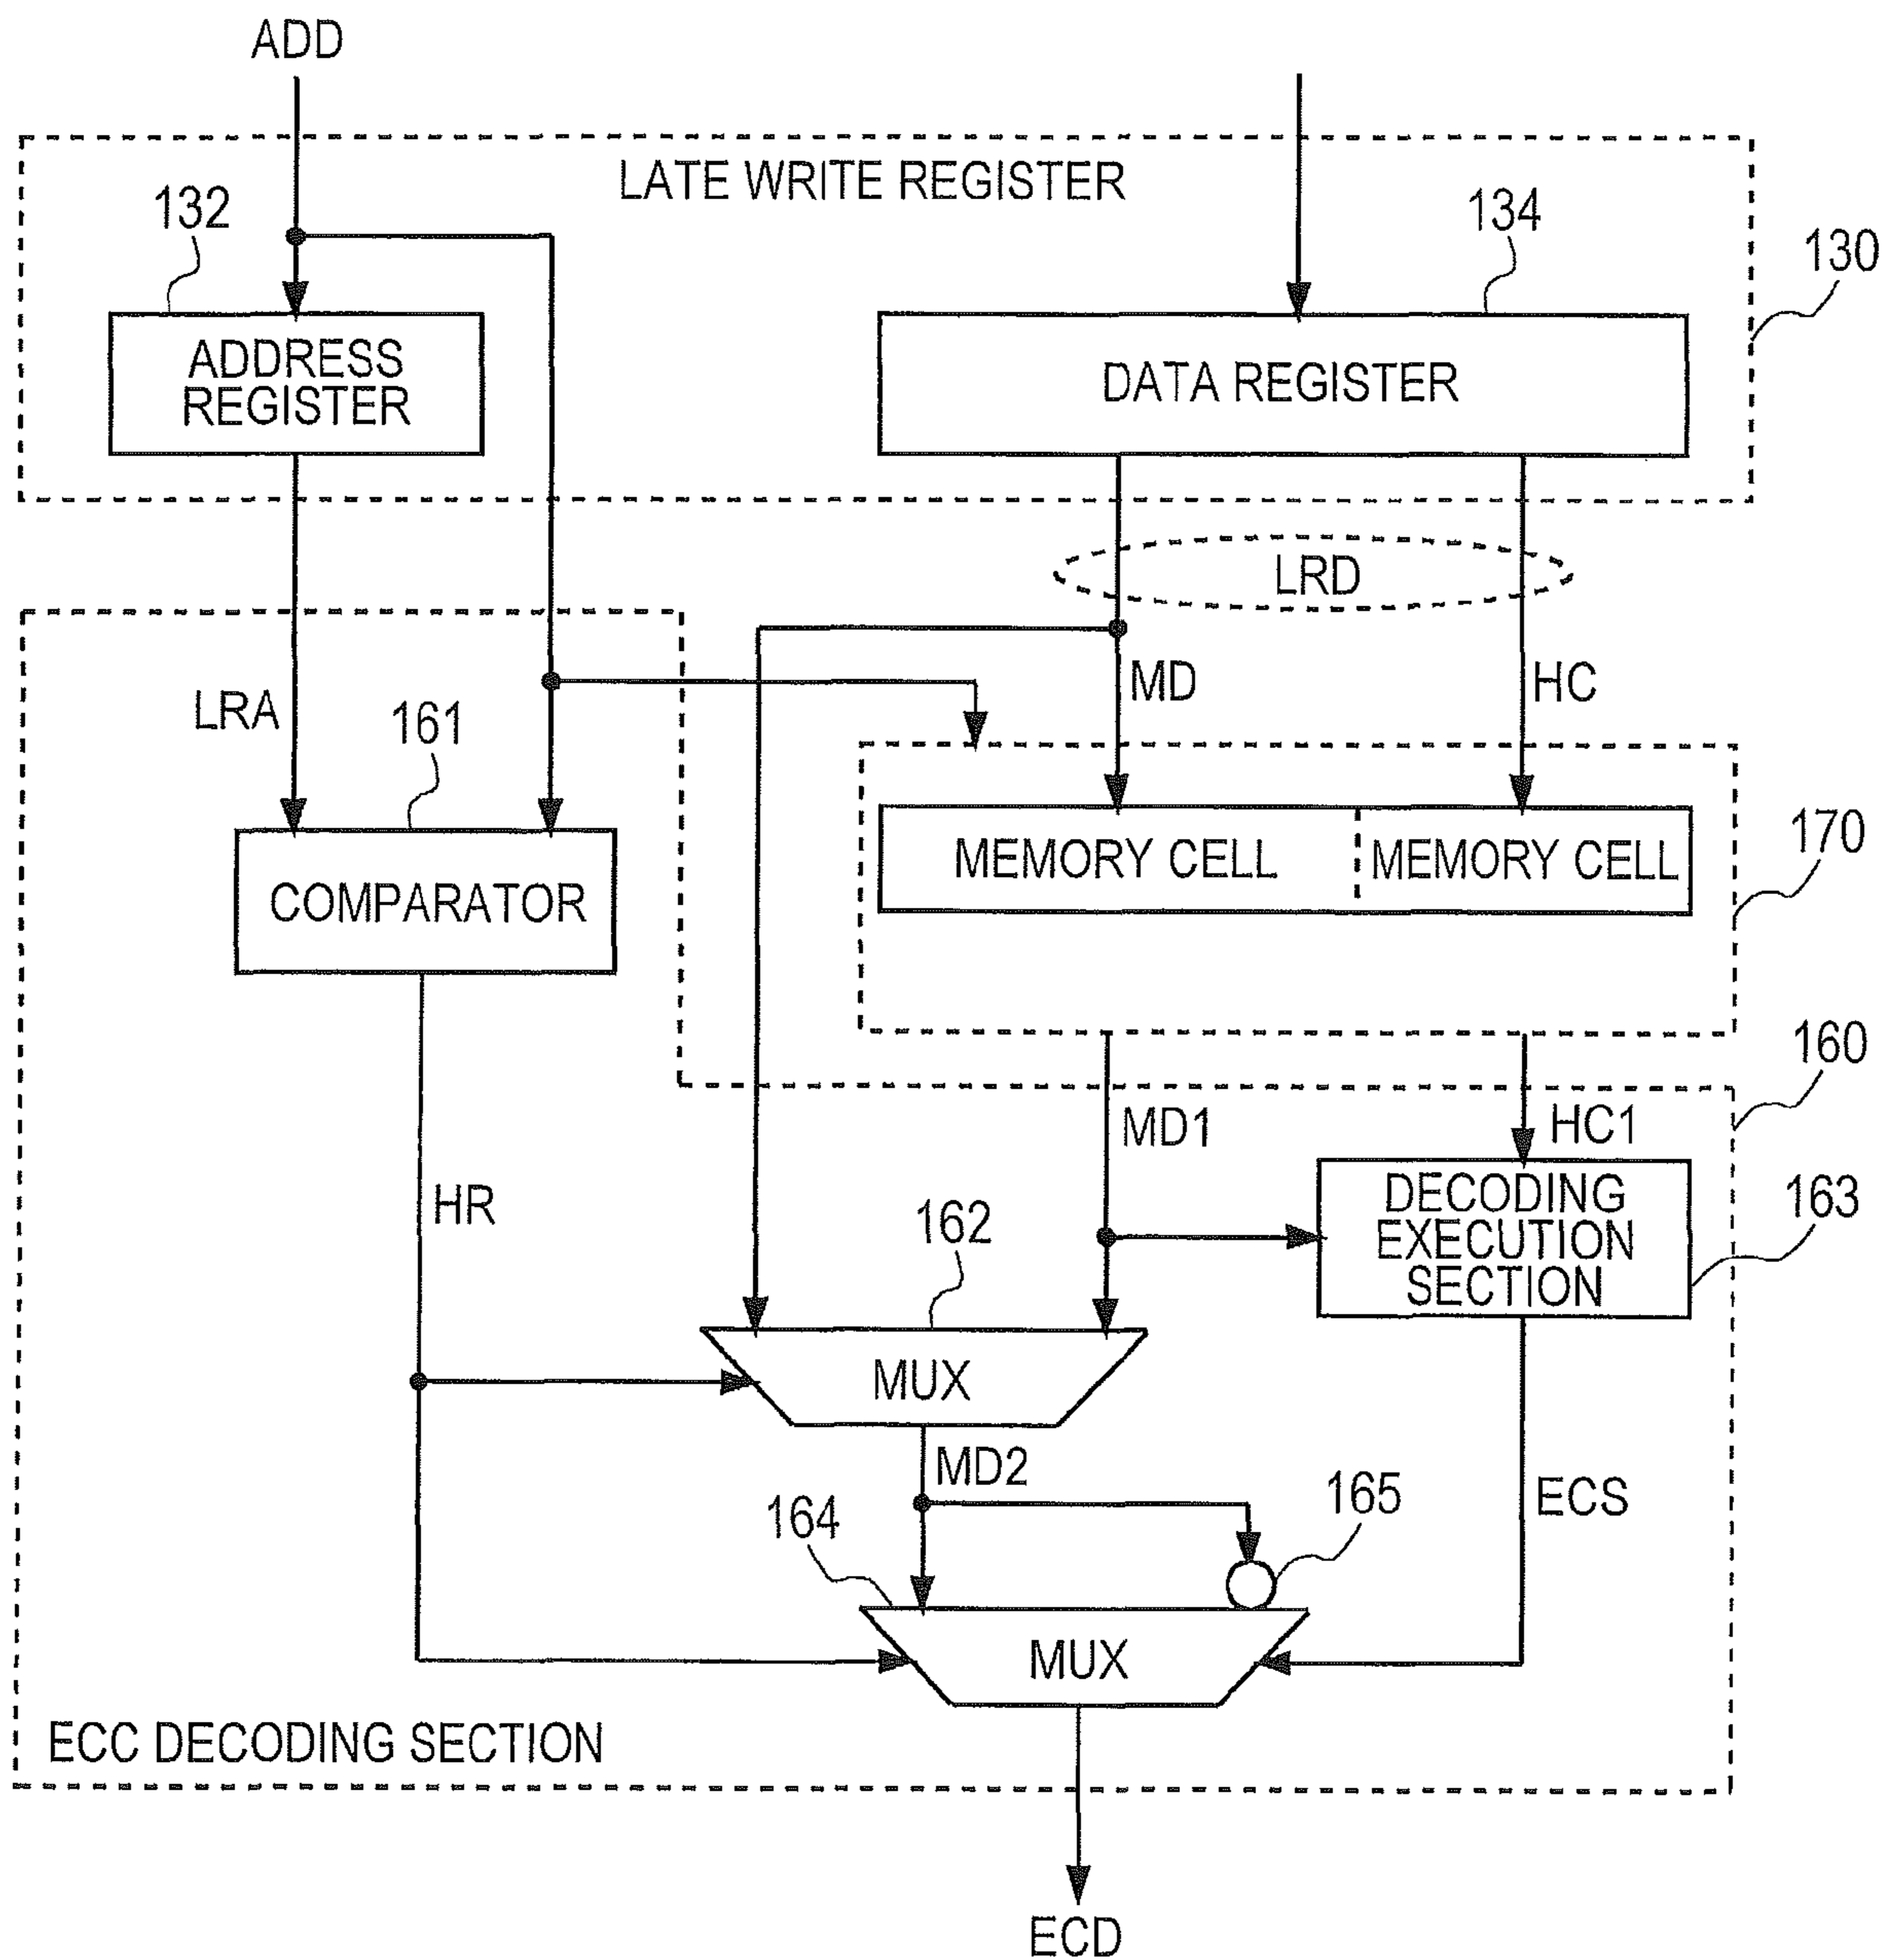 ADD
LATE WRITE REGISTER
132
134
130
ADDRESS
REGISTER
DATA REGISTER
LRD
LRA
MD
HC
161
170
COMPARATOR
MEMORY CELL
MEMORY CELL
160
MD1
HC1
HR
162
DECODING
EXECUTION
SECTION
163
MUX
MD2
ECS
164
165
MUX
ECC DECODING SECTION
ECD